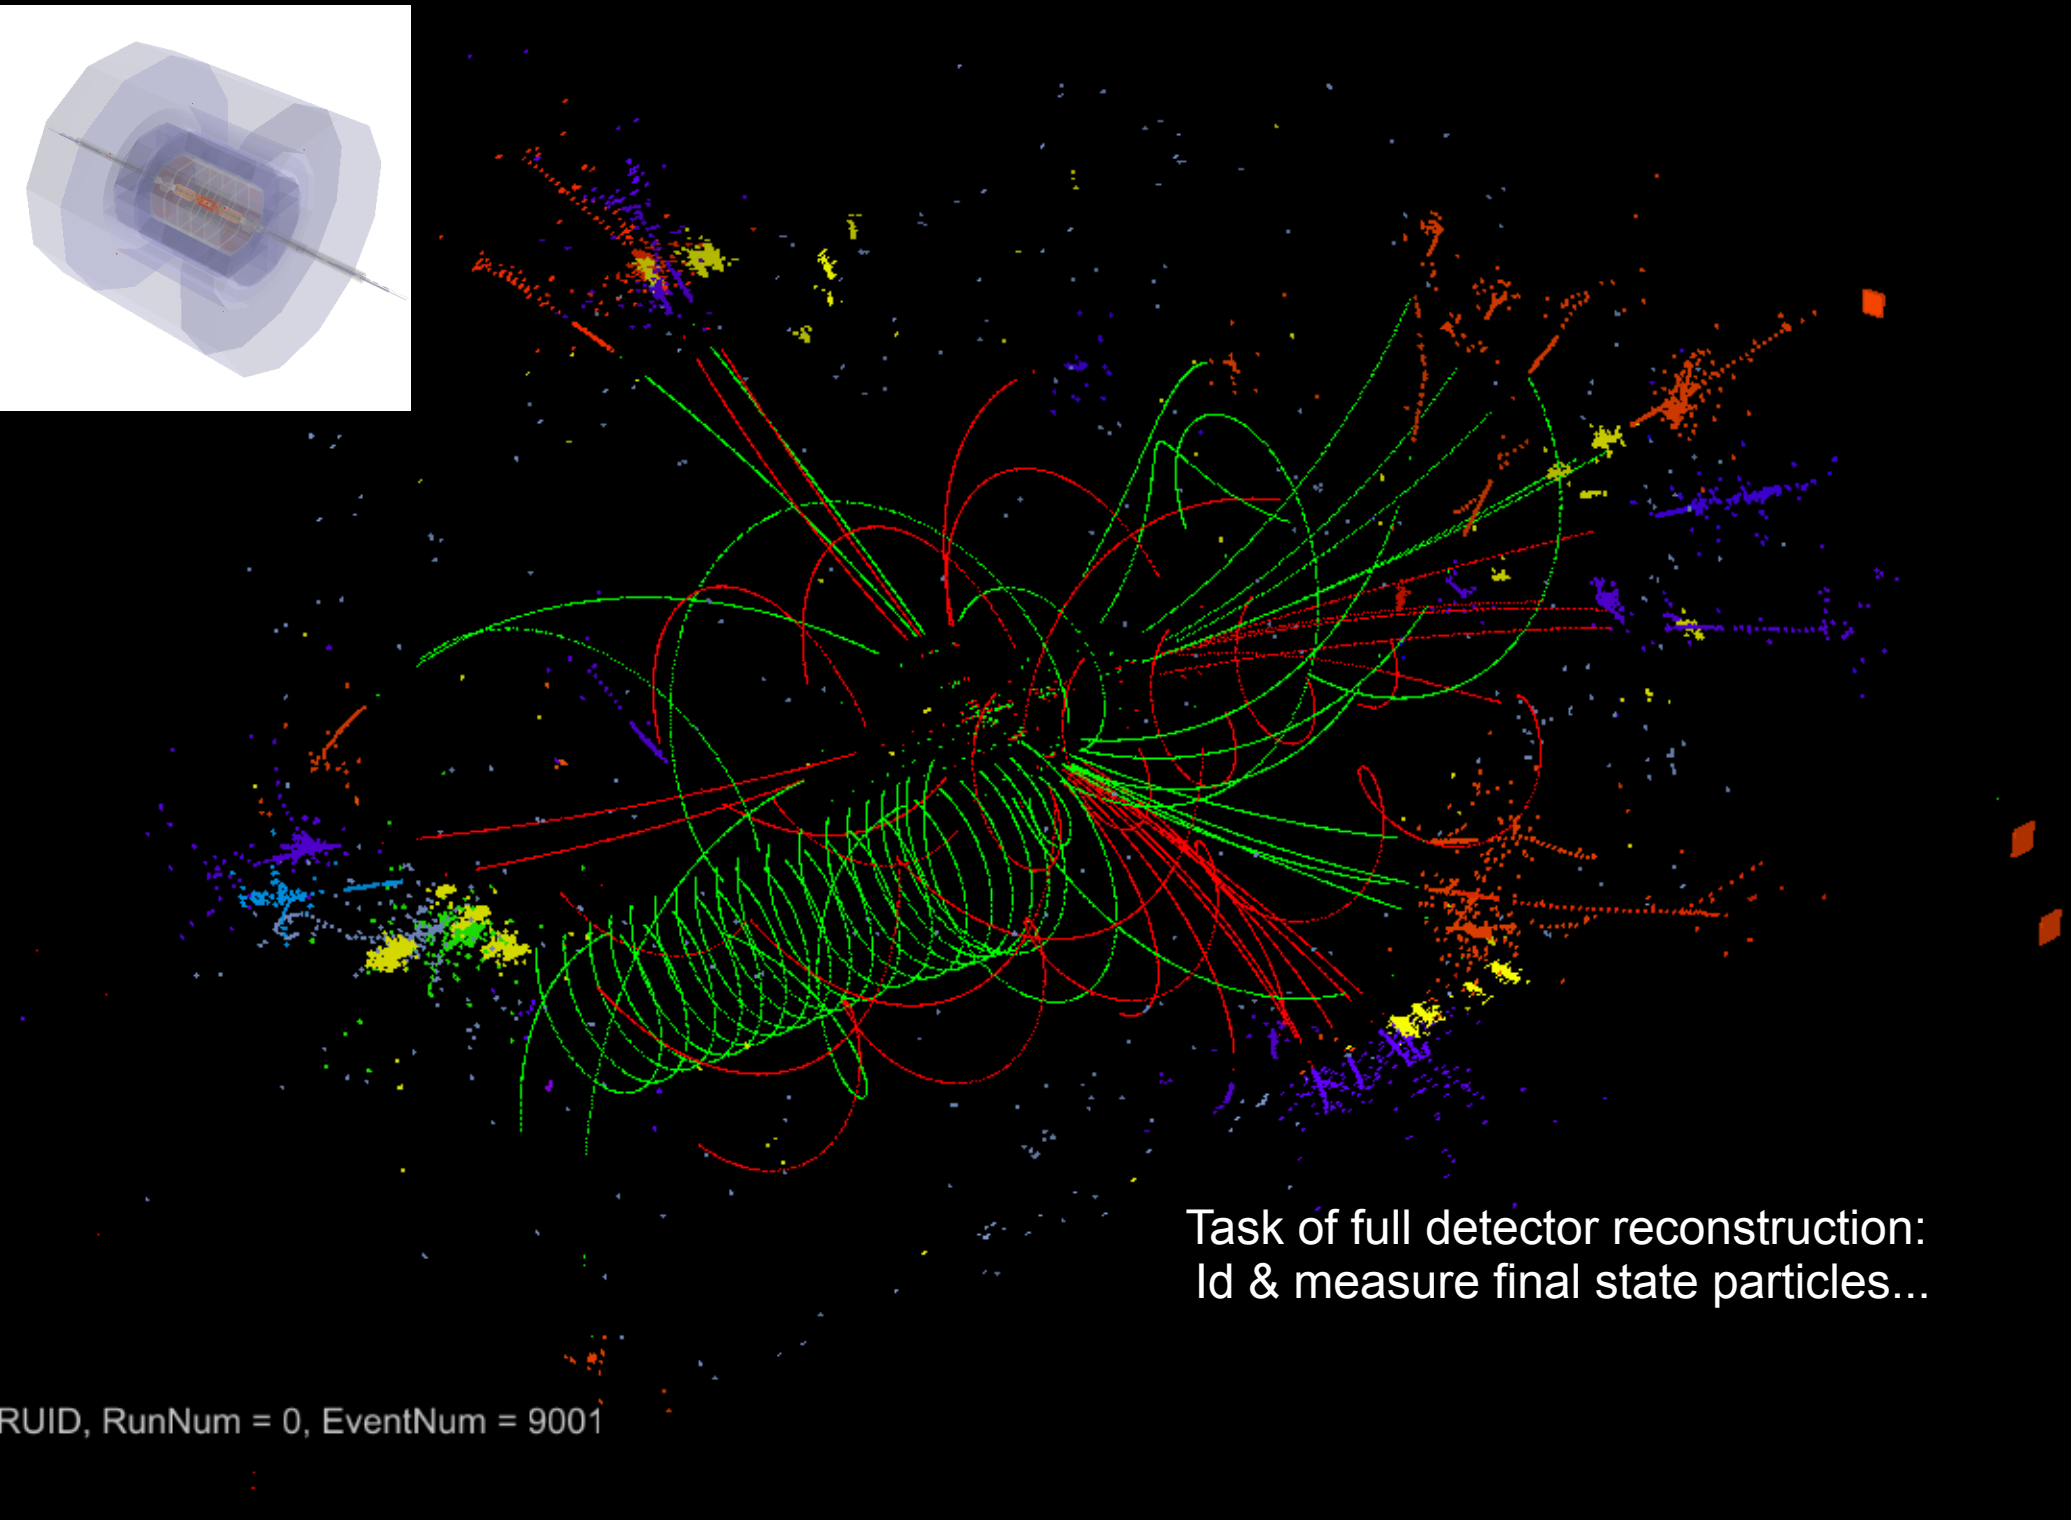 Task of full detector reconstruction:
Id & measure final state particles...
RUID, RunNum = 0, EventNum = 9001